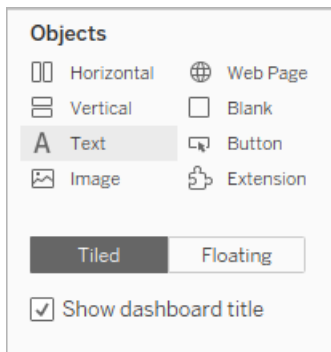 Objects
Horizontal
Web Page
Vertical
Blank
Text
Button
Image
Extension
Tiled
Floating
Show dashboard title